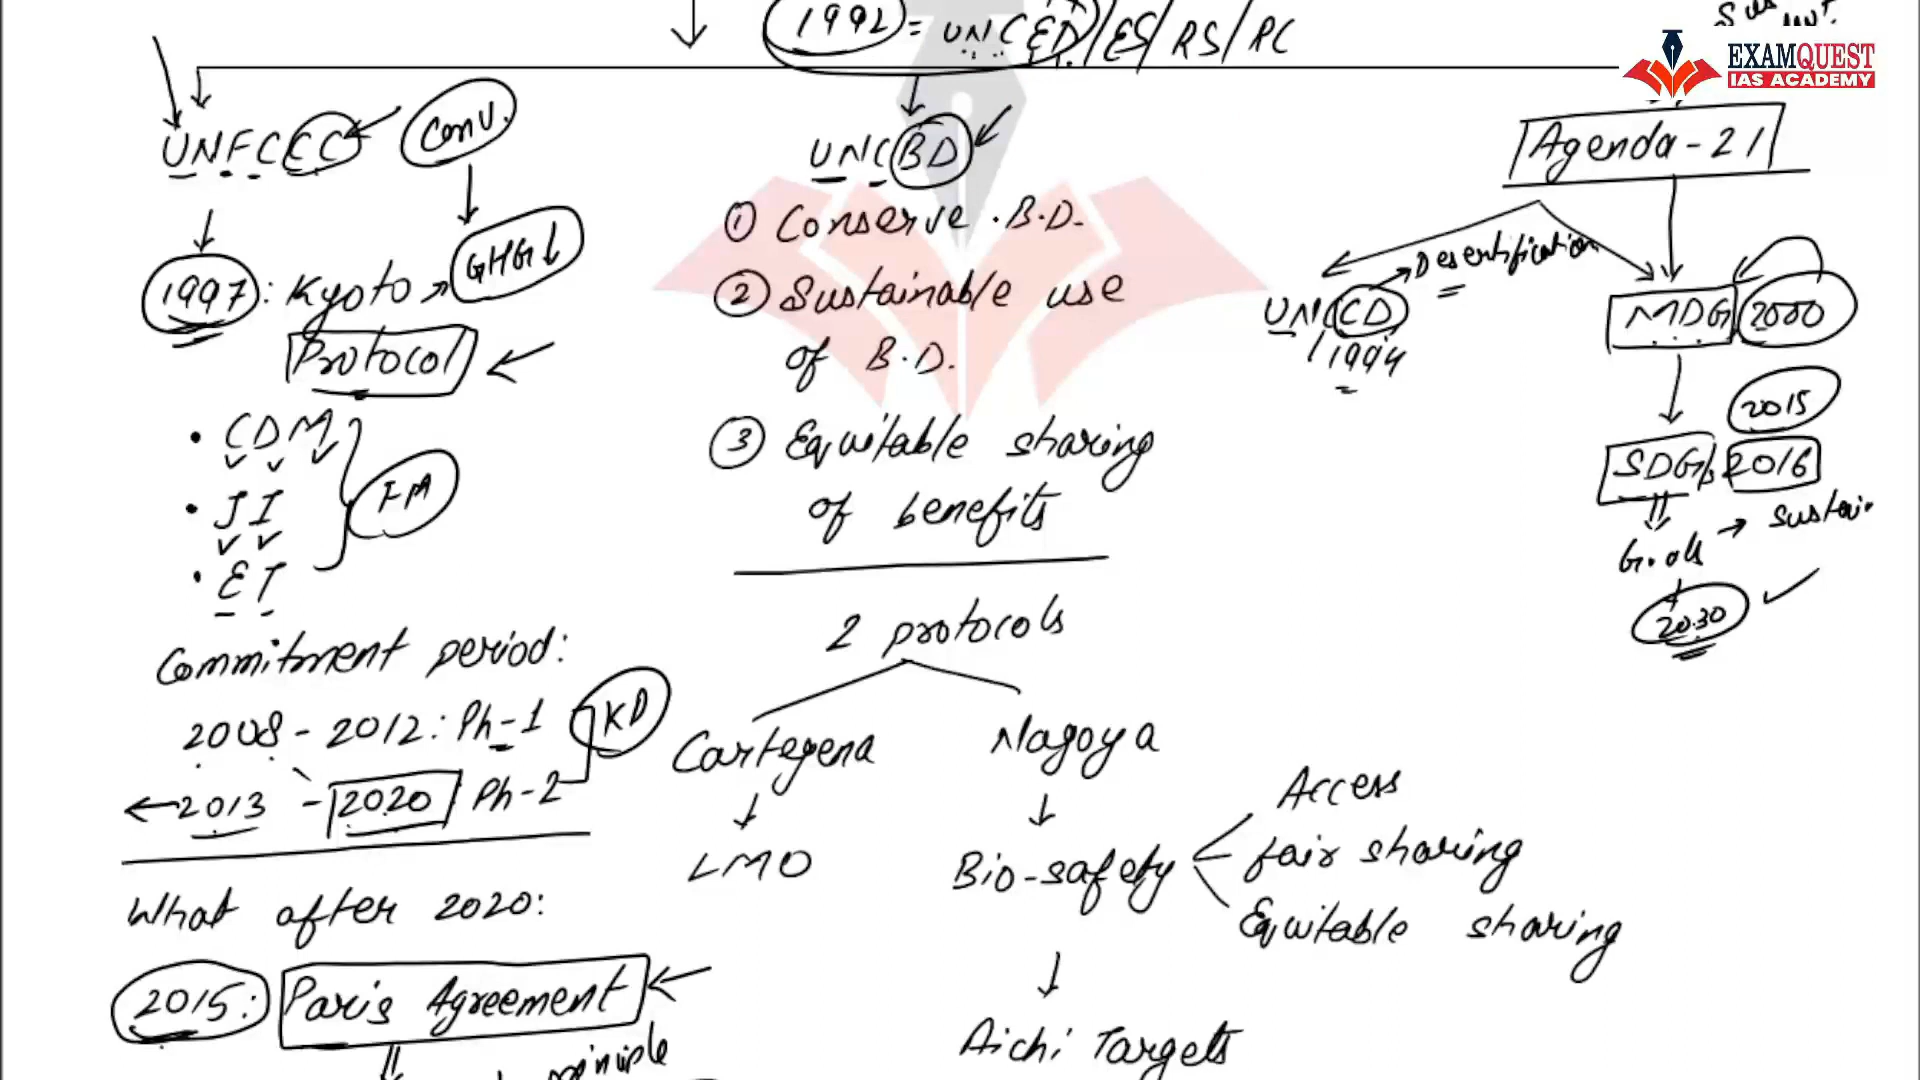 1992 = UNCED/ES/RS/RC
EXAMQUEST
IAS ACADEMY
UNFCCC
Conv.
GHG↓
1997: Kyoto
Protocol
• CDM
• JI
• ET
FM
Commitment period:
2008 - 2012: Ph-1
2013 - 2020 Ph-2
KD
What after 2020:
2015: Paris Agreement
UNCBD
① Conserve B.D.
② Sustainable use
of B.D.
③ Equitable sharing
of benefits
2 protocols
Cartegena
Nagoya
LMO
Bio-safety
Access
fair sharing
Equitable sharing
Aichi Targets
Agenda-21
Desertification
UNCCD
1994
MDG 2000
2015
SDG 2016
Goals → Sustai
2030